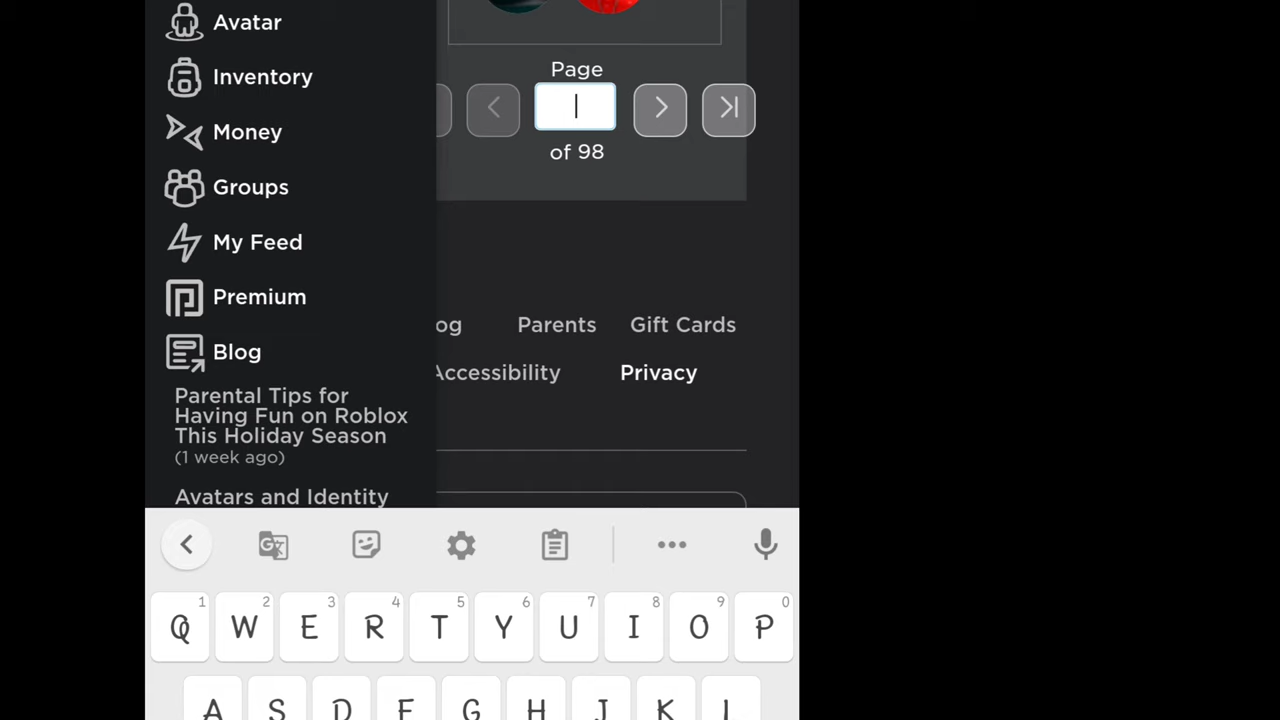 Avatar
Inventory
Money
Groups
My Feed
Premium
Blog
Parental Tips for
Having Fun on Roblox
This Holiday Season
(1 week ago)
Avatars and Identity
Page
of 98
og Parents Gift Cards
Accessibility Privacy
1 2 3 4 5 6 7 8 9 0
Q W E R T Y U I O P
A S D F G H J K L